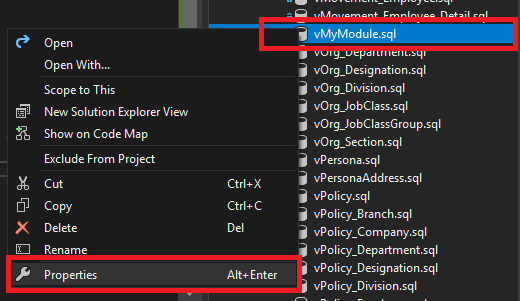 vMovement_Employee.sql
vMovement_Employee_Detail.sql
vMyModule.sql
vOrg_Department.sql
vOrg_Designation.sql
vOrg_Division.sql
vOrg_JobClass.sql
vOrg_JobClassGroup.sql
vOrg_Section.sql
vPersona.sql
vPersonaAddress.sql
vPolicy.sql
vPolicy_Branch.sql
vPolicy_Company.sql
vPolicy_Department.sql
vPolicy_Designation.sql
vPolicy_Division.sql
Open
Open With...
Scope to This
New Solution Explorer View
Show on Code Map
Exclude From Project
Cut Ctrl+X
Copy Ctrl+C
Delete Del
Rename
Properties Alt+Enter